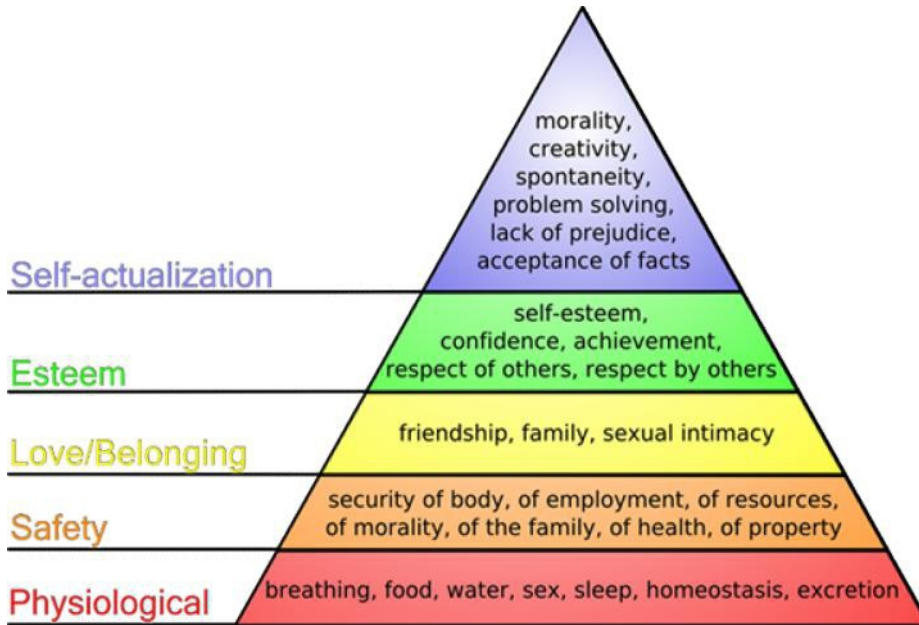 morality,
creativity,
spontaneity,
problem solving,
lack of prejudice,
acceptance of facts
Self-actualization
self-esteem,
confidence, achievement,
respect of others, respect by others
Esteem
friendship, family, sexual intimacy
Love/Belonging
security of body, of employment, of resources,
of morality, of the family, of health, of property
Safety
breathing, food, water, sex, sleep, homeostasis, excretion
Physiological